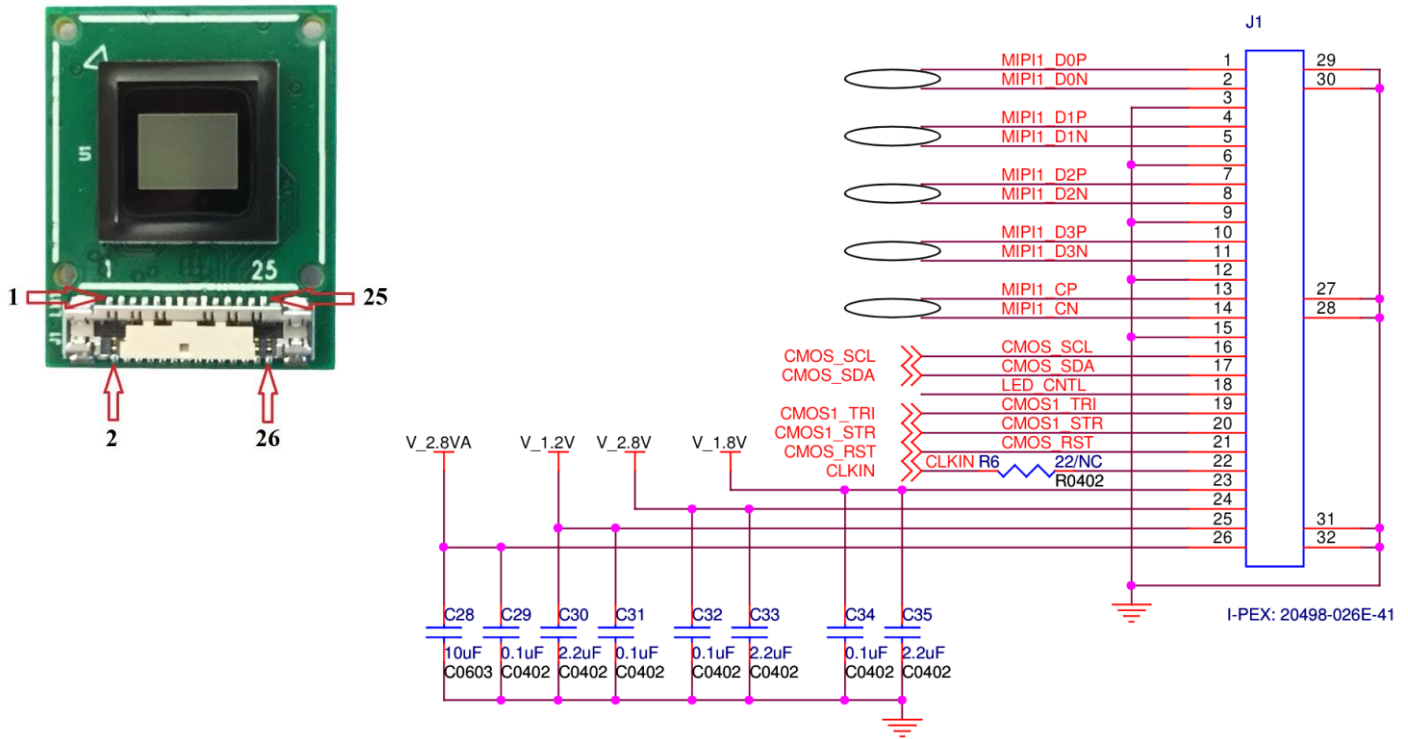 5
1
25
1
25
J1
2
26
J1
MIPI1_D0P
1
29
MIPI1_D0N
2
30
3
MIPI1_D1P
4
MIPI1_D1N
5
6
MIPI1_D2P
7
MIPI1_D2N
8
9
MIPI1_D3P
10
MIPI1_D3N
11
12
MIPI1_CP
13
27
MIPI1_CN
14
28
15
CMOS_SCL
CMOS_SCL
16
CMOS_SDA
CMOS_SDA
17
LED_CNTL
18
CMOS1_TRI
CMOS1_TRI
19
CMOS1_STR
CMOS1_STR
20
CMOS_RST
CMOS_RST
21
CLKIN
CLKIN
R6
22/NC
R0402
22
23
24
25
31
26
32
V_2.8VA
V_1.2V
V_2.8V
V_1.8V
C28
10uF
C0603
C29
0.1uF
C0402
C30
2.2uF
C0402
C31
0.1uF
C0402
C32
0.1uF
C0402
C33
2.2uF
C0402
C34
0.1uF
C0402
C35
2.2uF
C0402
I-PEX: 20498-026E-41